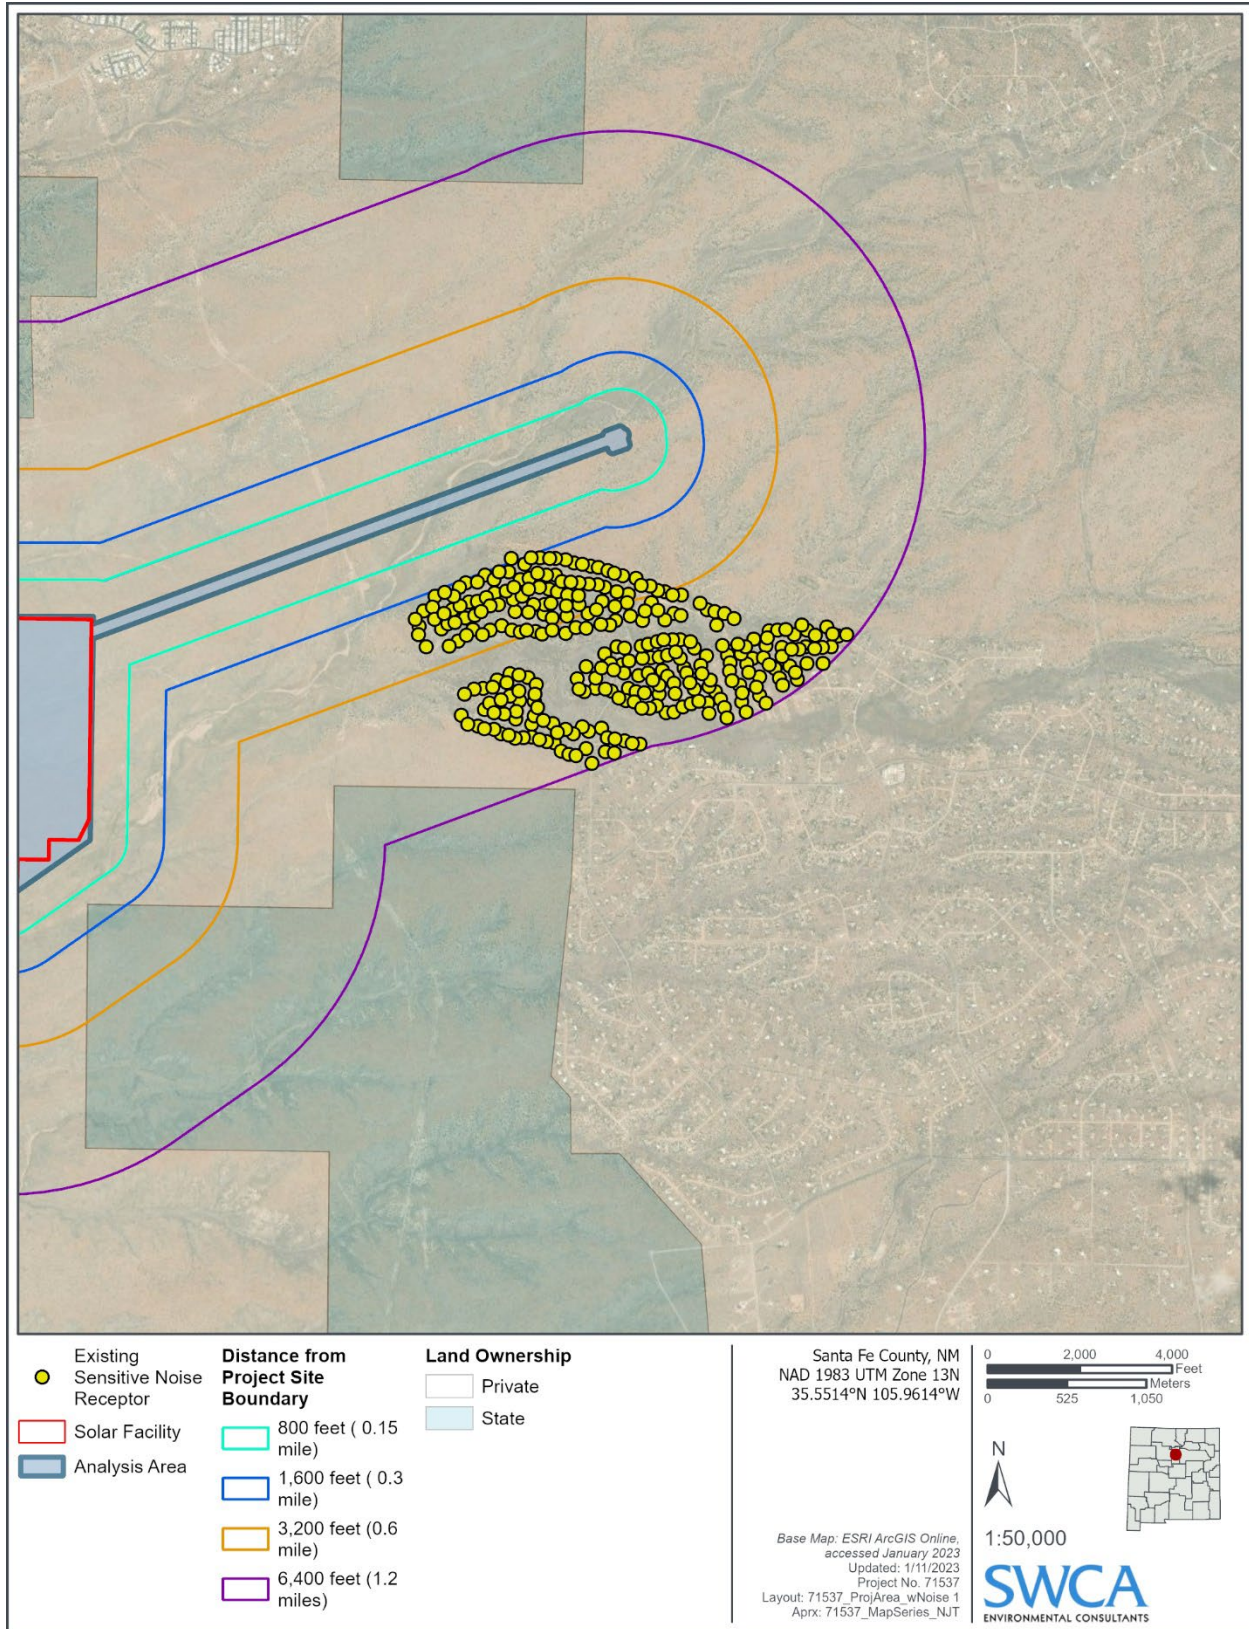 Existing
Sensitive Noise
Receptor
Solar Facility
Analysis Area
Distance from
Project Site
Boundary
800 feet ( 0.15
mile)
1,600 feet ( 0.3
mile)
3,200 feet (0.6
mile)
6,400 feet (1.2
miles)
Land Ownership
Private
State
Santa Fe County, NM
NAD 1983 UTM Zone 13N
35.5514°N 105.9614°W
Base Map: ESRI ArcGIS Online,
accessed January 2023
Updated: 1/11/2023
Project No. 71537
Layout: 71537_ProjArea_wNoise 1
Aprx: 71537_MapSeries_NJT
0 2,000 4,000
Feet
Meters
0 525 1,050
N
1:50,000
SWCA
ENVIRONMENTAL CONSULTANTS